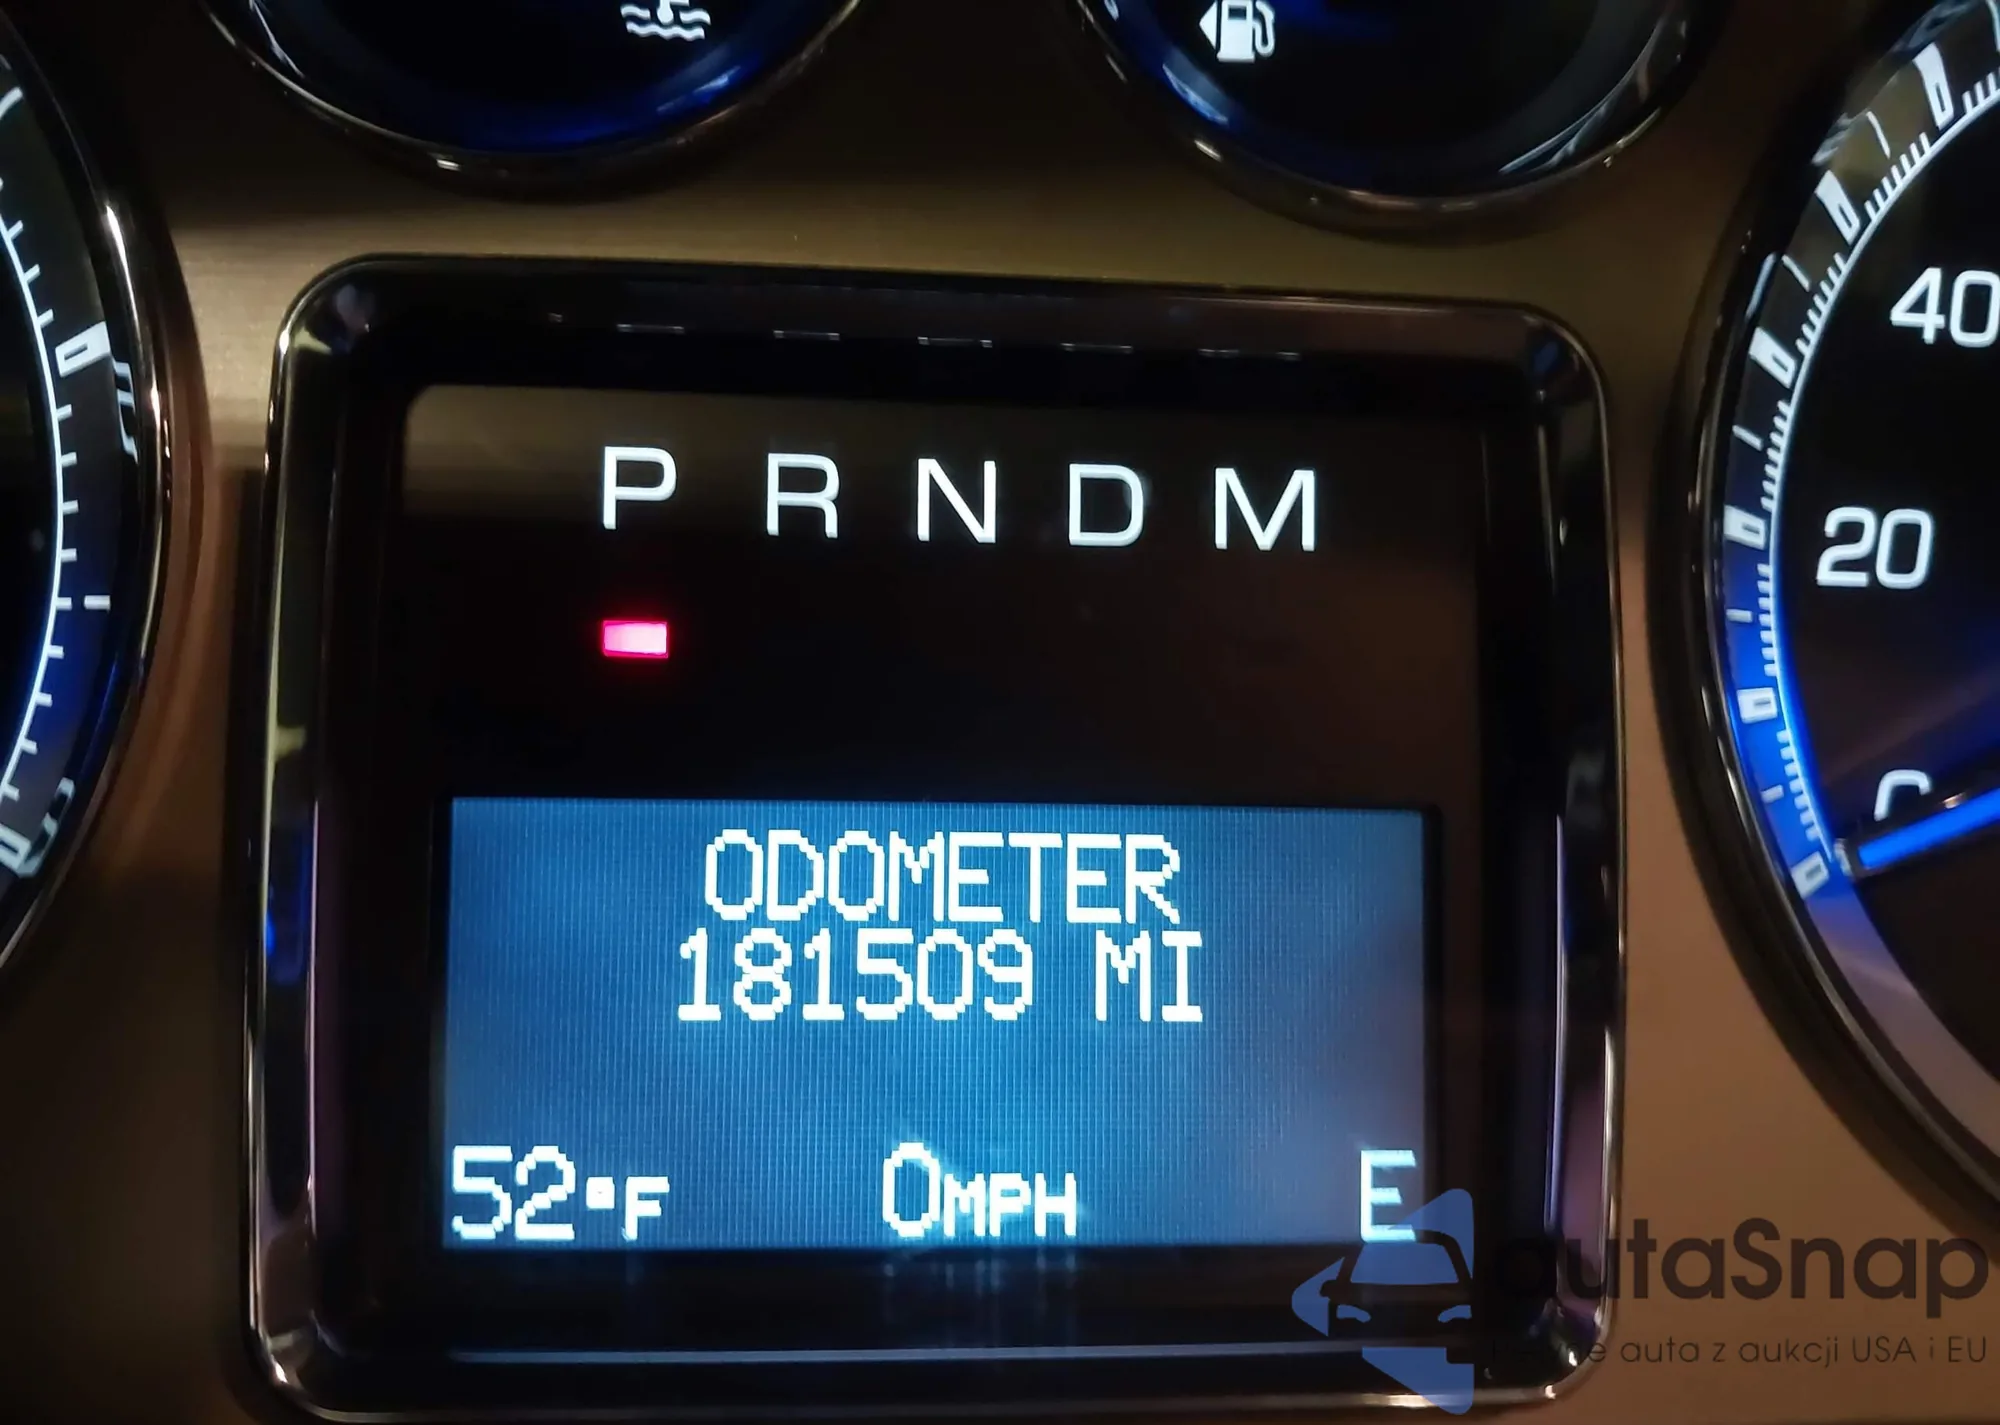 40
20
P R N D M
ODOMETER
181509 MI
52°F 0MPH E
autaSnap
auta z aukcji USA i EU